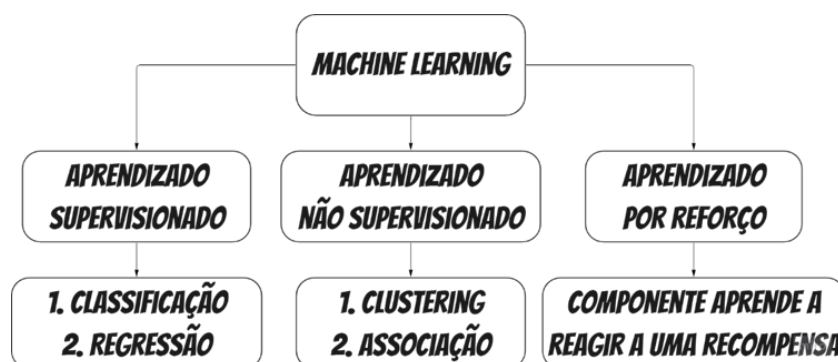 MACHINE LEARNING
APRENDIZADO
SUPERVISIONADO
APRENDIZADO
NÃO SUPERVISIONADO
APRENDIZADO
POR REFORÇO
1. CLASSIFICAÇÃO
2. REGRESSÃO
1. CLUSTERING
2. ASSOCIAÇÃO
COMPONENTE APRENDE A
REAGIR A UMA RECOMPENSA